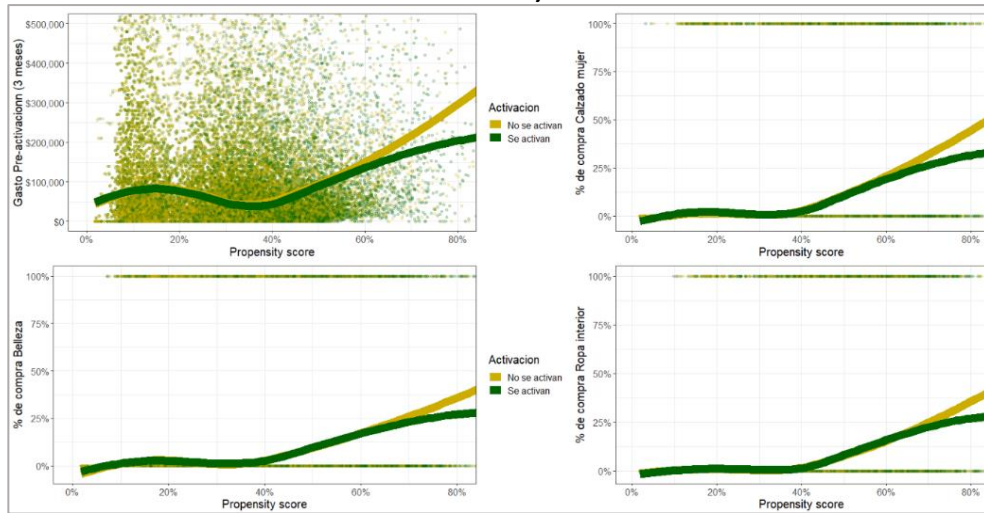 $500,000
$400,000
$300,000
$200,000
$100,000
$0
Gasto Pre-activacionn (3 meses)
0%
20%
40%
60%
80%
Propensity score
Activacion
No se activan
Se activan
100%
75%
50%
25%
0%
% de compra Calzado mujer
0%
20%
40%
60%
80%
Propensity score
100%
75%
50%
25%
0%
% de compra Belleza
0%
20%
40%
60%
80%
Propensity score
Activacion
No se activan
Se activan
100%
75%
50%
25%
0%
% de compra Ropa interior
0%
20%
40%
60%
80%
Propensity score